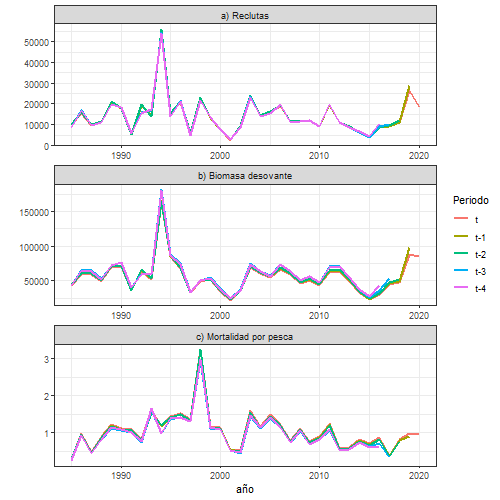 a) Reclutas
50000
40000
30000
20000
10000
0
1990 2000 2010 2020
b) Biomasa desovante
150000
100000
50000
1990 2000 2010 2020
c) Mortalidad por pesca
3
2
1
1990 2000 2010 2020
año
Periodo
t
t-1
t-2
t-3
t-4